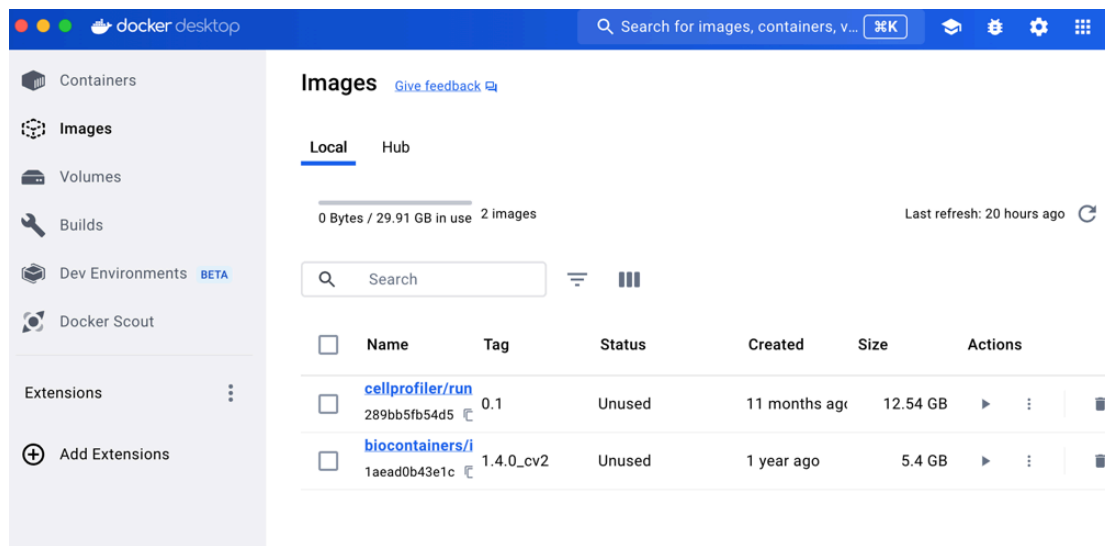 docker desktop
Search for images, containers, v... ⌘K
Containers
Images
Volumes
Builds
Dev Environments BETA
Docker Scout
Extensions
Add Extensions
Images Give feedback
Local Hub
0 Bytes / 29.91 GB in use 2 images Last refresh: 20 hours ago
Search
Name Tag Status Created Size Actions
cellprofiler/run
289bb5fb54d5 0.1 Unused 11 months ago 12.54 GB
biocontainers/i
1aead0b43e1c 1.4.0_cv2 Unused 1 year ago 5.4 GB